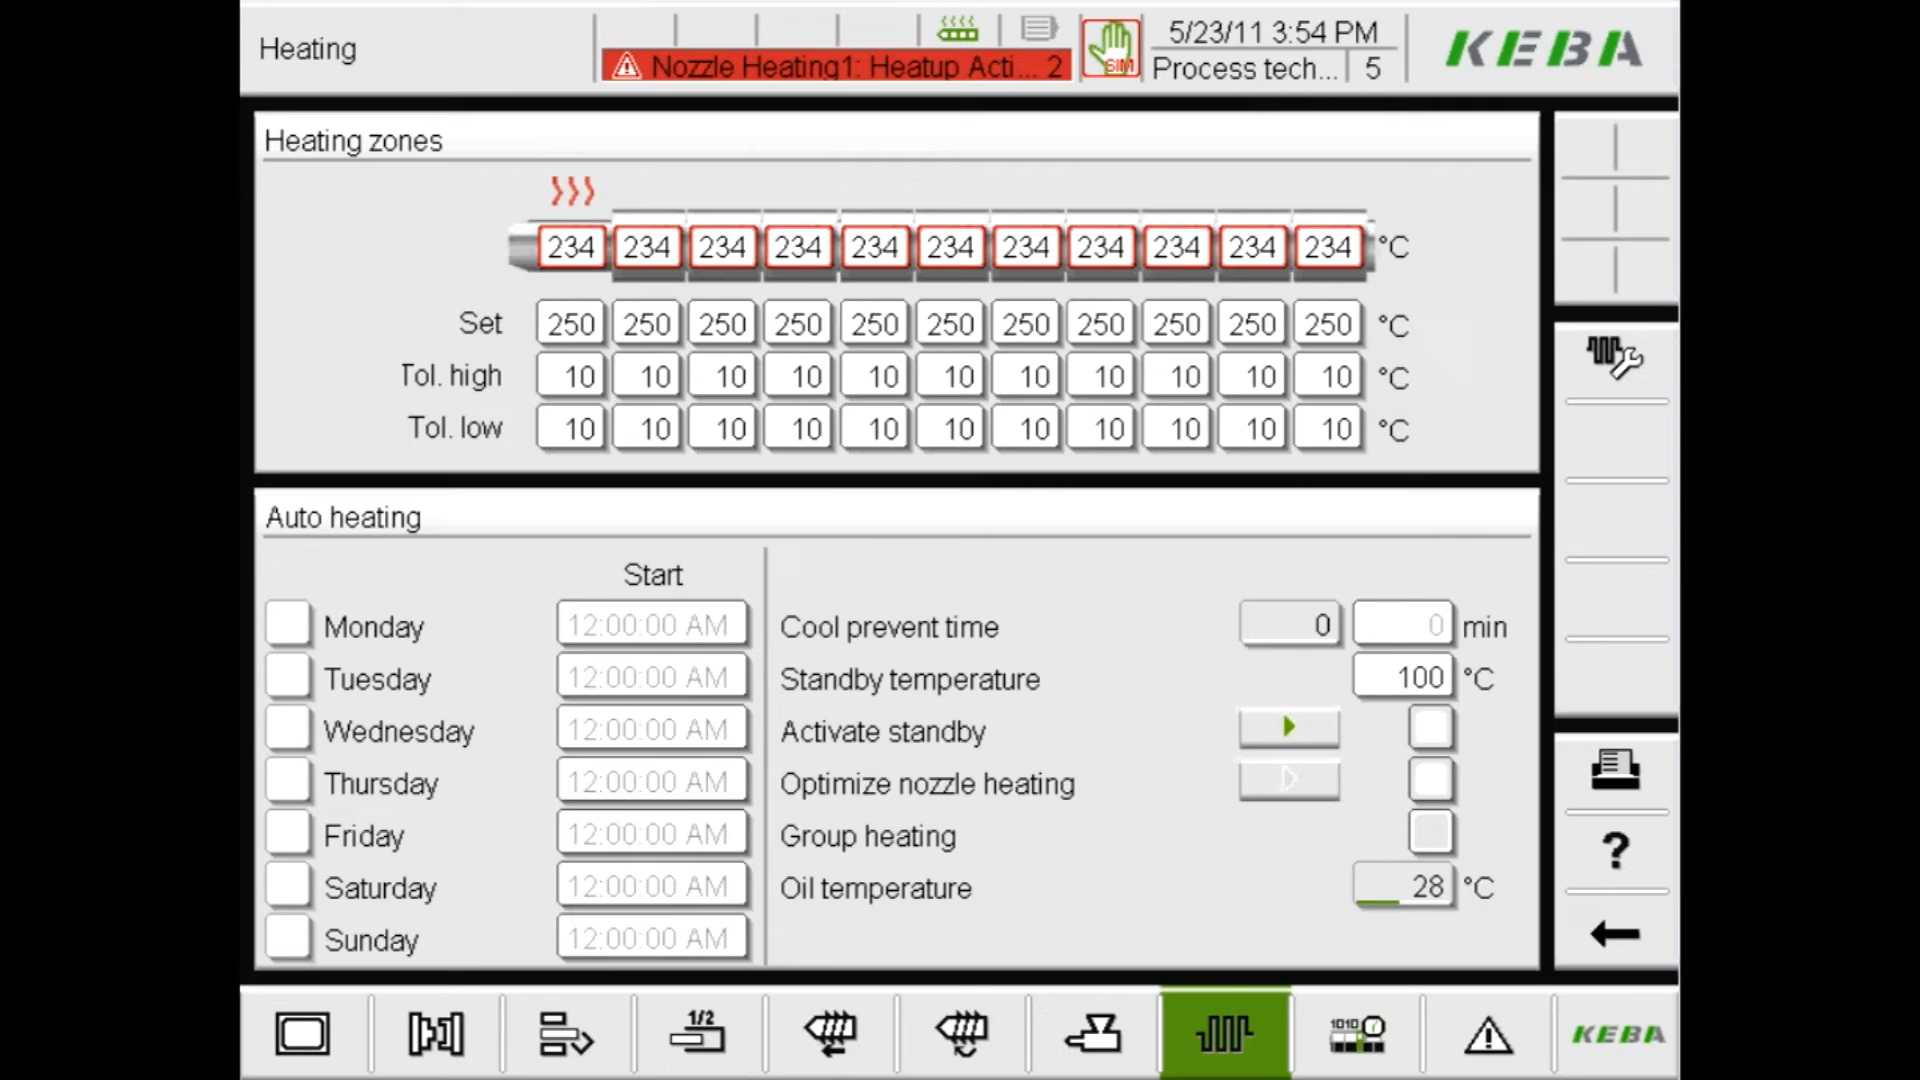 Heating
Nozzle Heating1: Heatup Acti... 2
SIM
5/23/11 3:54 PM
Process tech... 5
KEBA
Heating zones
234 234 234 234 234 234 234 234 234 234 234 °C
Set 250 250 250 250 250 250 250 250 250 250 250 °C
Tol. high 10 10 10 10 10 10 10 10 10 10 10 °C
Tol. low 10 10 10 10 10 10 10 10 10 10 10 °C
Auto heating
Start
Monday 12:00:00 AM
Tuesday 12:00:00 AM
Wednesday 12:00:00 AM
Thursday 12:00:00 AM
Friday 12:00:00 AM
Saturday 12:00:00 AM
Sunday 12:00:00 AM
Cool prevent time 0 0 min
Standby temperature 100 °C
Activate standby
Optimize nozzle heating
Group heating
Oil temperature 28 °C
?
1/2
1010
KEBA